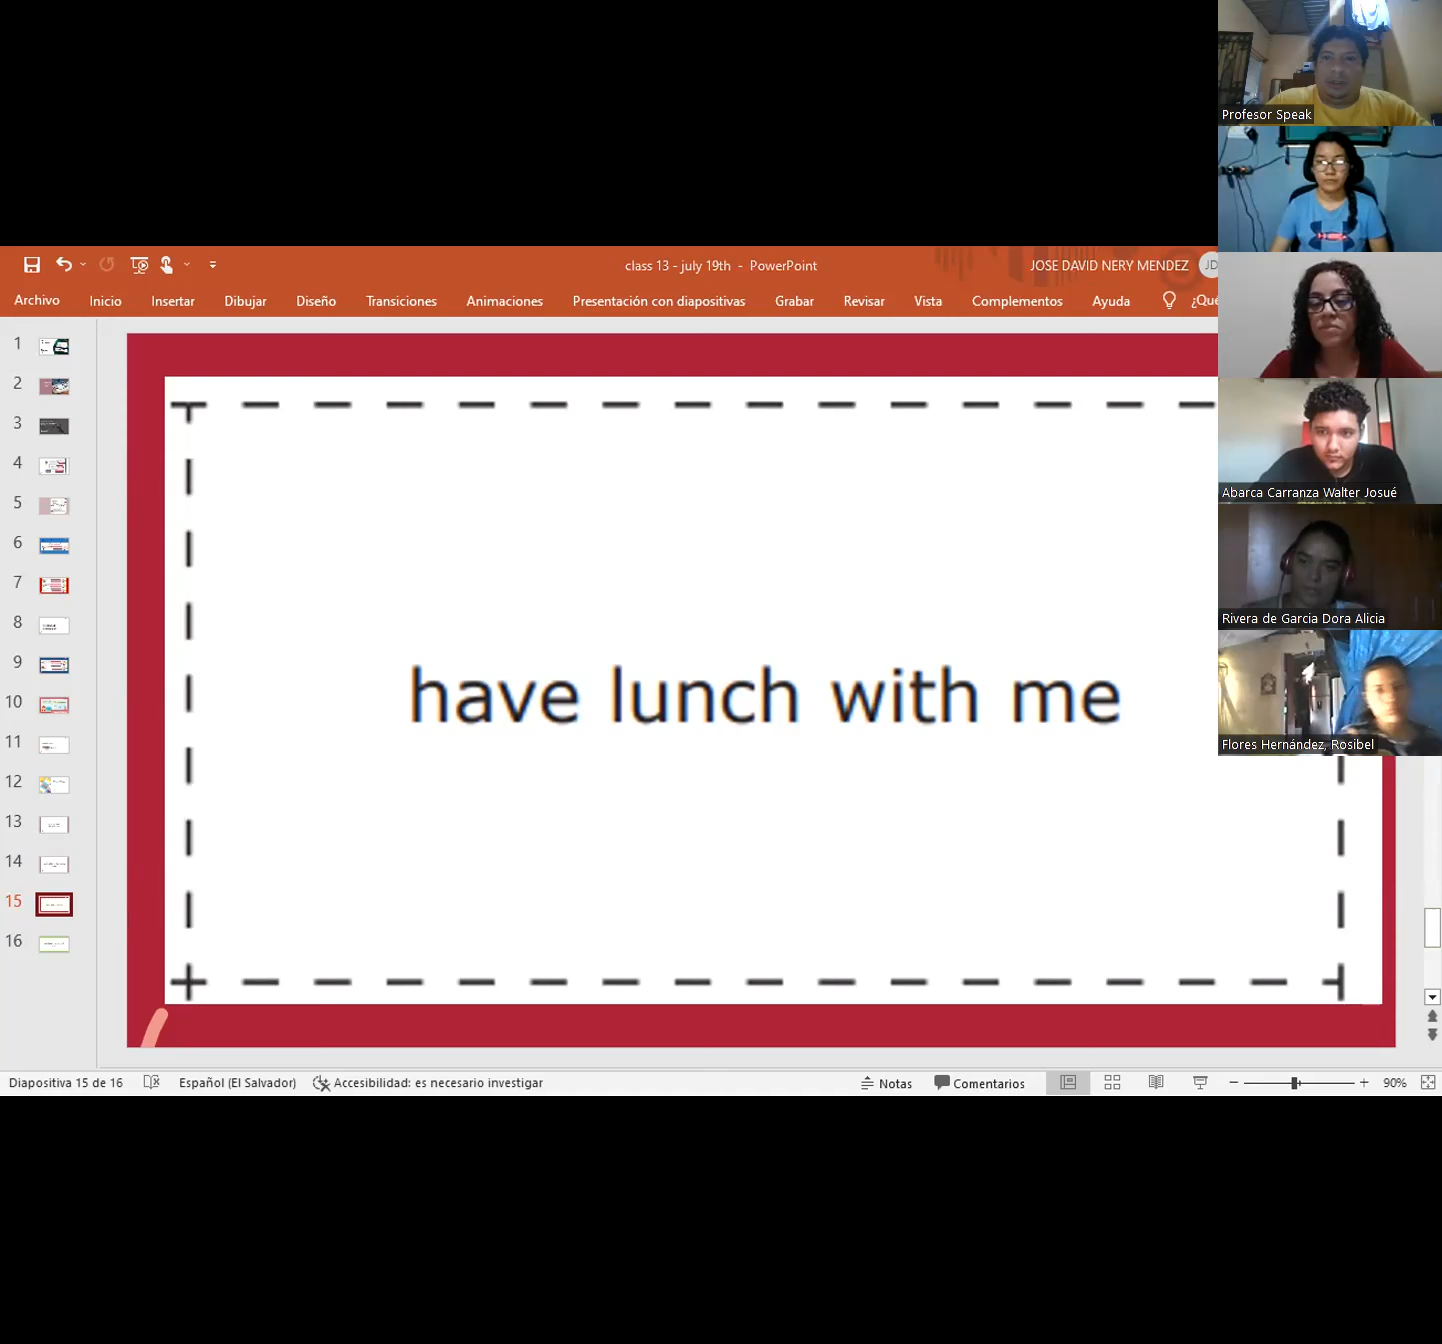 Profesor Speak
class 13 - july 19th - PowerPoint
JOSE DAVID NERY MENDEZ
JD
Archivo Inicio Insertar Dibujar Diseño Transiciones Animaciones Presentación con diapositivas Grabar Revisar Vista Complementos Ayuda ¿Qué
1
2
3
4
5
6
7
8
9
10
11
12
13
14
15
16
have lunch with me
Abarca Carranza Walter Josué
Rivera de Garcia Dora Alicia
Flores Hernández, Rosibel
Diapositiva 15 de 16 Español (El Salvador) Accesibilidad: es necesario investigar Notas Comentarios 90%